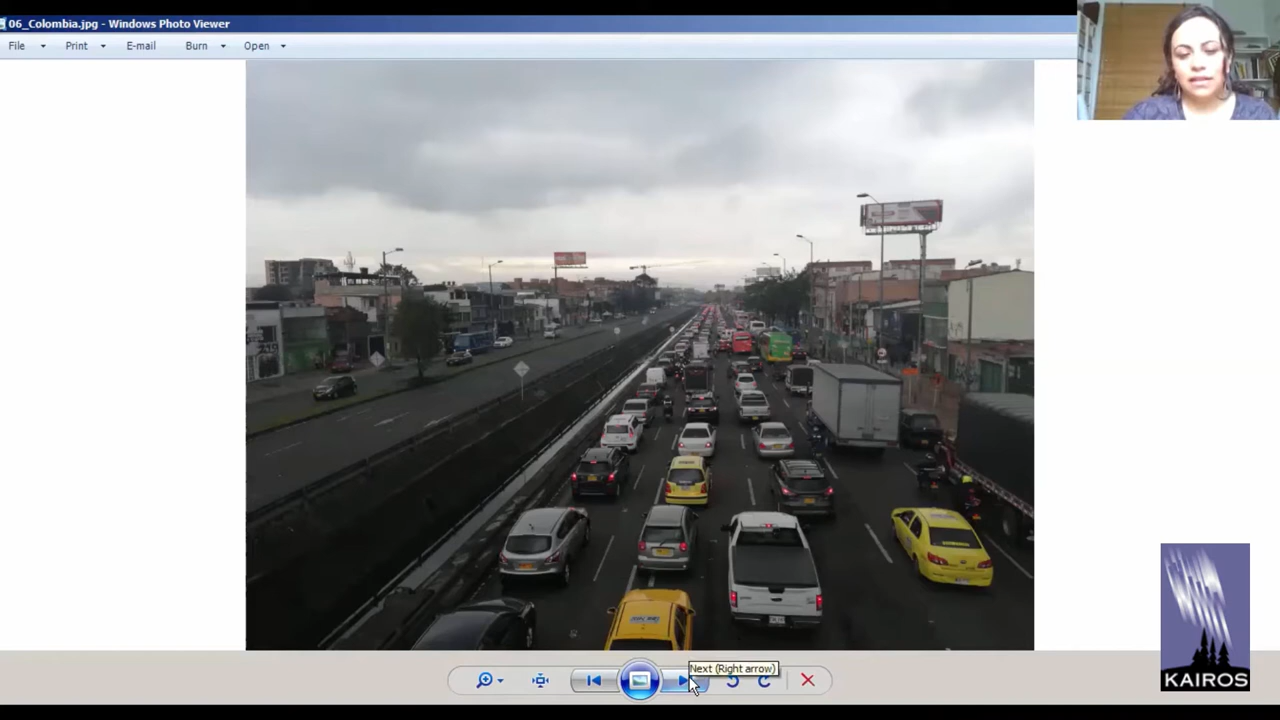 06_Colombia.jpg - Windows Photo Viewer
File Print E-mail Burn Open
Next (Right arrow)
KAIROS